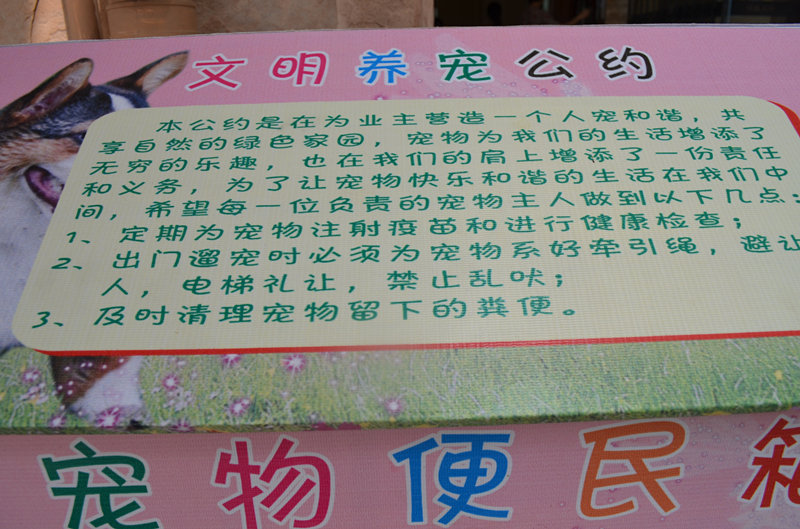 文明养宠公约
本公约是在为业主营造一个人宠和谐，共
享自然的绿色家园，宠物为我们的生活增添了
无穷的乐趣，也在我们的肩上增添了一份责任
和义务，为了让宠物快乐和谐的生活在我们中
间，希望每一位负责的宠物主人做到以下几点：
1、定期为宠物注射疫苗和进行健康检查；
2、出门遛宠时必须为宠物系好牵引绳，避让
人，电梯礼让，禁止乱吠；
3、及时清理宠物留下的粪便。
宠物便民箱